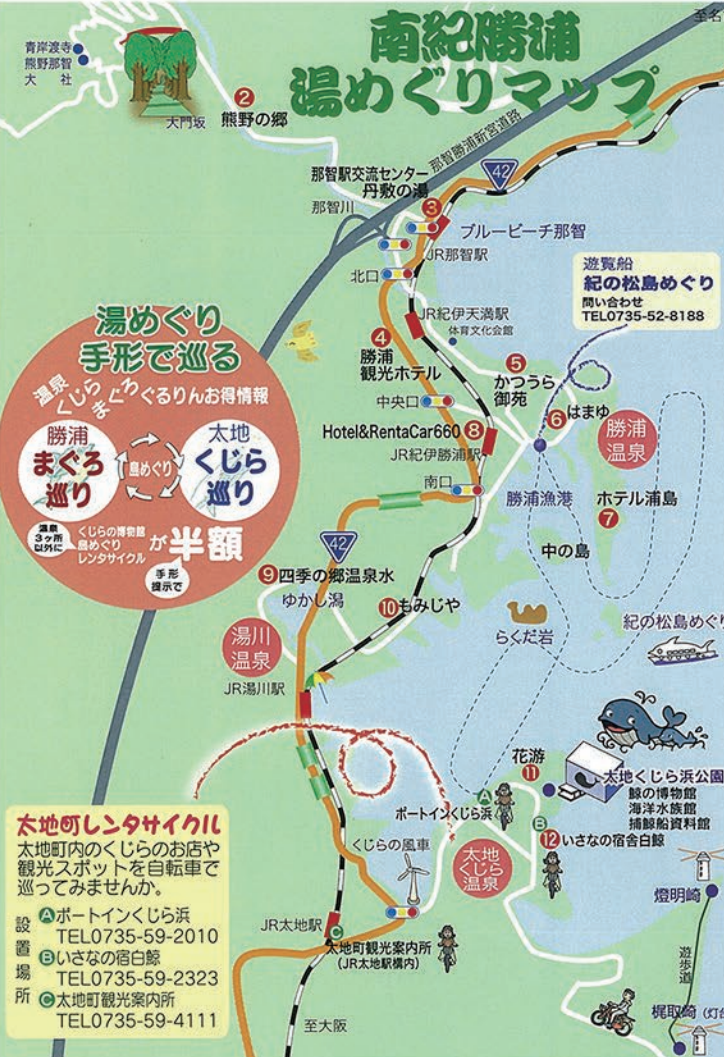 南紀勝浦
湯めぐりマップ
至名
青岸渡寺
熊野那智
大社
大門坂
② 熊野の郷
那智勝浦新宮道路
42
那智駅交流センター
丹敷の湯
③
那智川
ブルービーチ那智
JR那智駅
北口
遊覧船
紀の松島めぐり
問い合わせ
TEL0735-52-8188
JR紀伊天満駅
体育文化会館
④
勝浦
観光ホテル
⑤
かつうら
御苑
中央口
⑥はまゆ
Hotel&RentaCar660 ⑧
JR紀伊勝浦駅
勝浦
温泉
南口
勝浦漁港
ホテル浦島
⑦
中の島
湯めぐり
手形で巡る
温泉
くじら
まぐろ
ぐるりんお得情報
勝浦
まぐろ
巡り
島めぐり
太地
くじら
巡り
温泉
3ヶ所
以外に
くじらの博物館
島めぐり
レンタサイクル
が半額
手形
提示で
42
⑨四季の郷温泉水
ゆかし潟
⑩もみじや
らくだ岩
紀の松島めぐり
湯川
温泉
JR湯川駅
花游
⑪
太地くじら浜公園
鯨の博物館
海洋水族館
捕鯨船資料館
A
ポートインくじら浜
B
⑫いさなの宿白鯨
くじらの風車
太地
くじら
温泉
燈明崎
遊歩道
梶取崎
JR太地駅
C
太地町観光案内所
(JR太地駅構内)
至大阪
太地町レンタサイクル
太地町内のくじらのお店や
観光スポットを自転車で
巡ってみませんか。
設置場所
Aポートインくじら浜
TEL0735-59-2010
Bいさなの宿白鯨
TEL0735-59-2323
C太地町観光案内所
TEL0735-59-4111